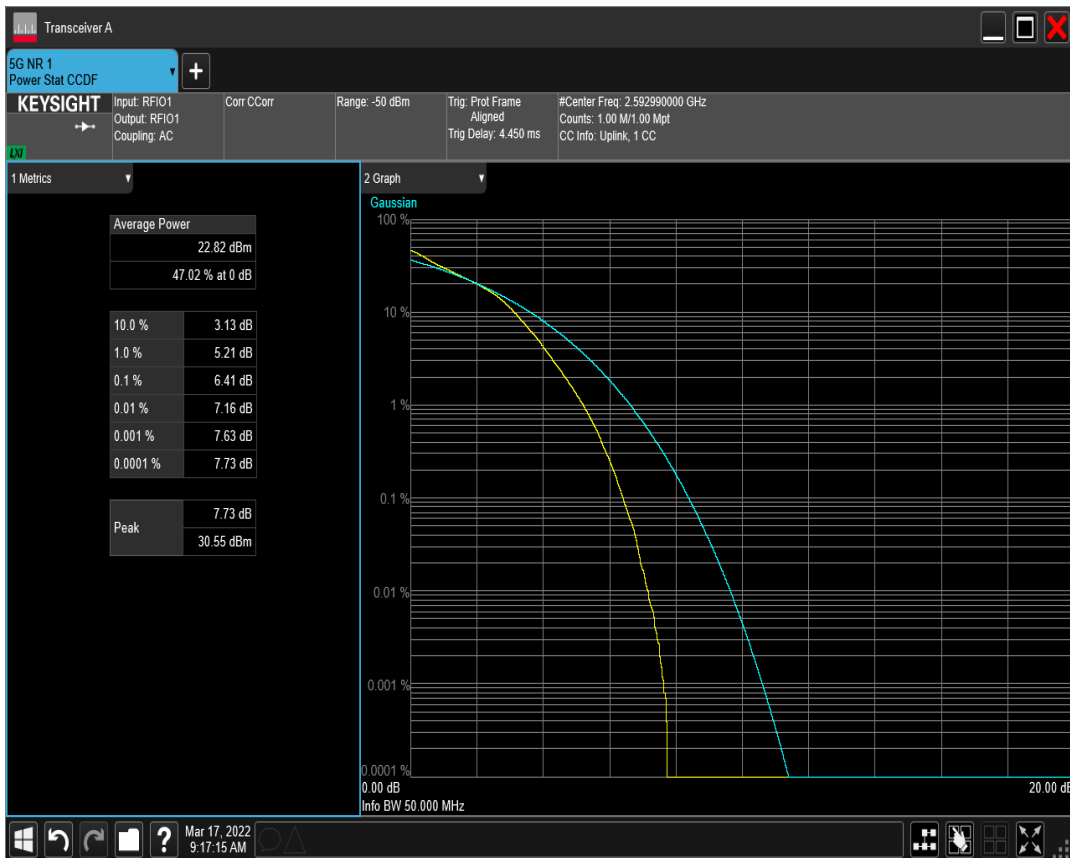 Transceiver A
5G NR 1
Power Stat CCDF
KEYSIGHT
LXI
Input: RFIO1
Output: RFIO1
Coupling: AC
Corr CCorr
Range: -50 dBm
Trig: Prot Frame
Aligned
Trig Delay: 4.450 ms
#Center Freq: 2.592990000 GHz
Counts: 1.00 M/1.00 Mpt
CC Info: Uplink, 1 CC
1 Metrics
Average Power
22.82 dBm
47.02 % at 0 dB
10.0 % 3.13 dB
1.0 % 5.21 dB
0.1 % 6.41 dB
0.01 % 7.16 dB
0.001 % 7.63 dB
0.0001 % 7.73 dB
Peak
7.73 dB
30.55 dBm
2 Graph
Gaussian
100 %
10 %
1 %
0.1 %
0.01 %
0.001 %
0.0001 %
0.00 dB
20.00 dB
Info BW 50.000 MHz
?
Mar 17, 2022
9:17:15 AM